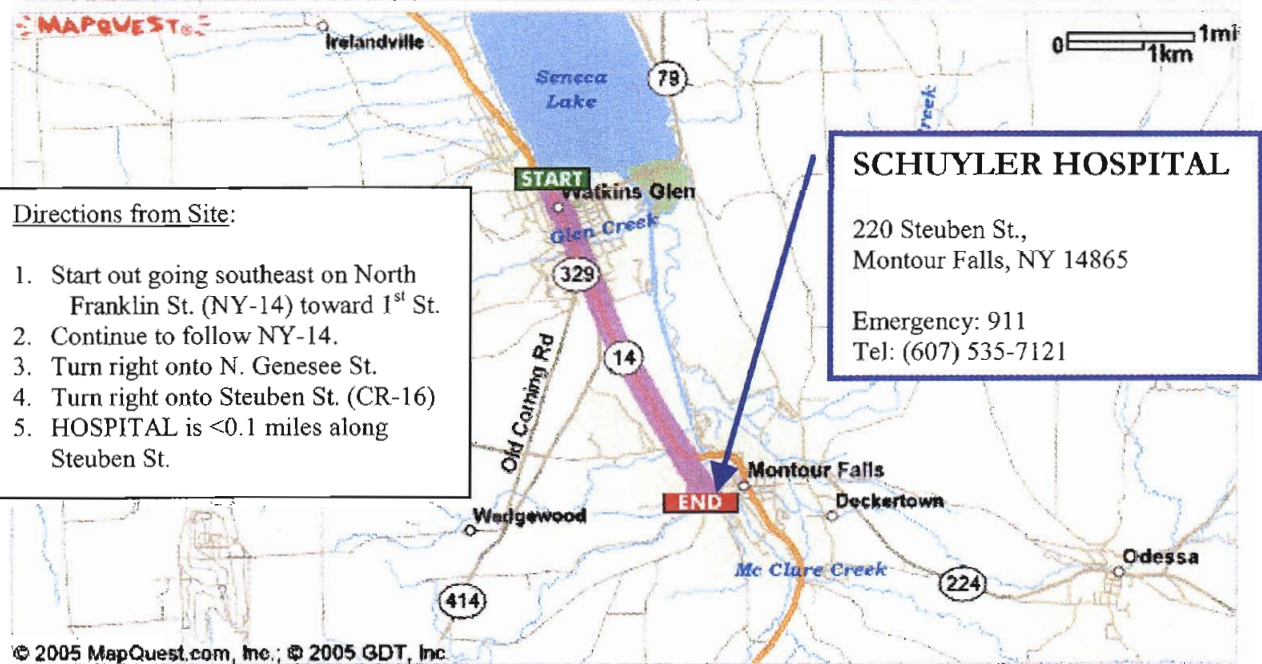 MAPQUEST®
Irelandville
Seneca
Lake
79
0 1mi
1km
reek
START
Watkins Glen
Glen Creek
329
14
Old Corning Rd
Directions from Site:
1. Start out going southeast on North
Franklin St. (NY-14) toward 1st St.
2. Continue to follow NY-14.
3. Turn right onto N. Genesee St.
4. Turn right onto Steuben St. (CR-16)
5. HOSPITAL is <0.1 miles along
Steuben St.
SCHUYLER HOSPITAL
220 Steuben St.,
Montour Falls, NY 14865
Emergency: 911
Tel: (607) 535-7121
Montour Falls
END
Deckertown
Wedgewood
Odessa
Mc Clure Creek
224
414
© 2005 MapQuest.com, Inc.; © 2005 GDT, Inc